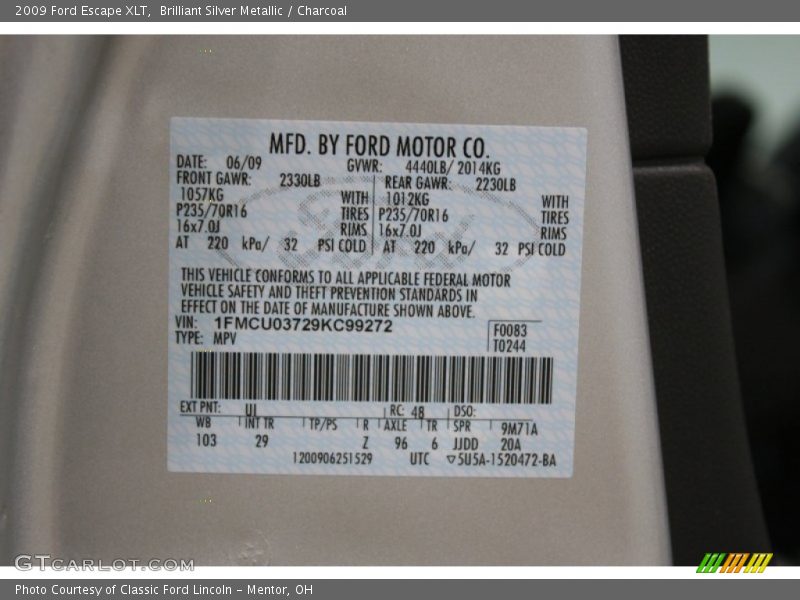 2009 Ford Escape XLT, Brilliant Silver Metallic / Charcoal
MFD. BY FORD MOTOR CO.
DATE: 06/09 GVWR: 4440LB/ 2014KG
FRONT GAWR: 2330LB REAR GAWR: 2230LB
1057KG WITH 1012KG WITH
P235/70R16 TIRES P235/70R16 TIRES
16x7.0J RIMS 16x7.0J RIMS
AT 220 kPa/ 32 PSI COLD AT 220 kPa/ 32 PSI COLD
THIS VEHICLE CONFORMS TO ALL APPLICABLE FEDERAL MOTOR
VEHICLE SAFETY AND THEFT PREVENTION STANDARDS IN
EFFECT ON THE DATE OF MANUFACTURE SHOWN ABOVE.
VIN: 1FMCU03729KC99272 F0083
TYPE: MPV T0244
EXT PNT: UI RC: 48 DSO:
WB INT TR TP/PS R AXLE TR SPR 9M71A
103 29 Z 96 6 JJDD 20A
1200906251529 UTC ▽5U5A-1520472-BA
GTCARLOT.COM
Photo Courtesy of Classic Ford Lincoln – Mentor, OH